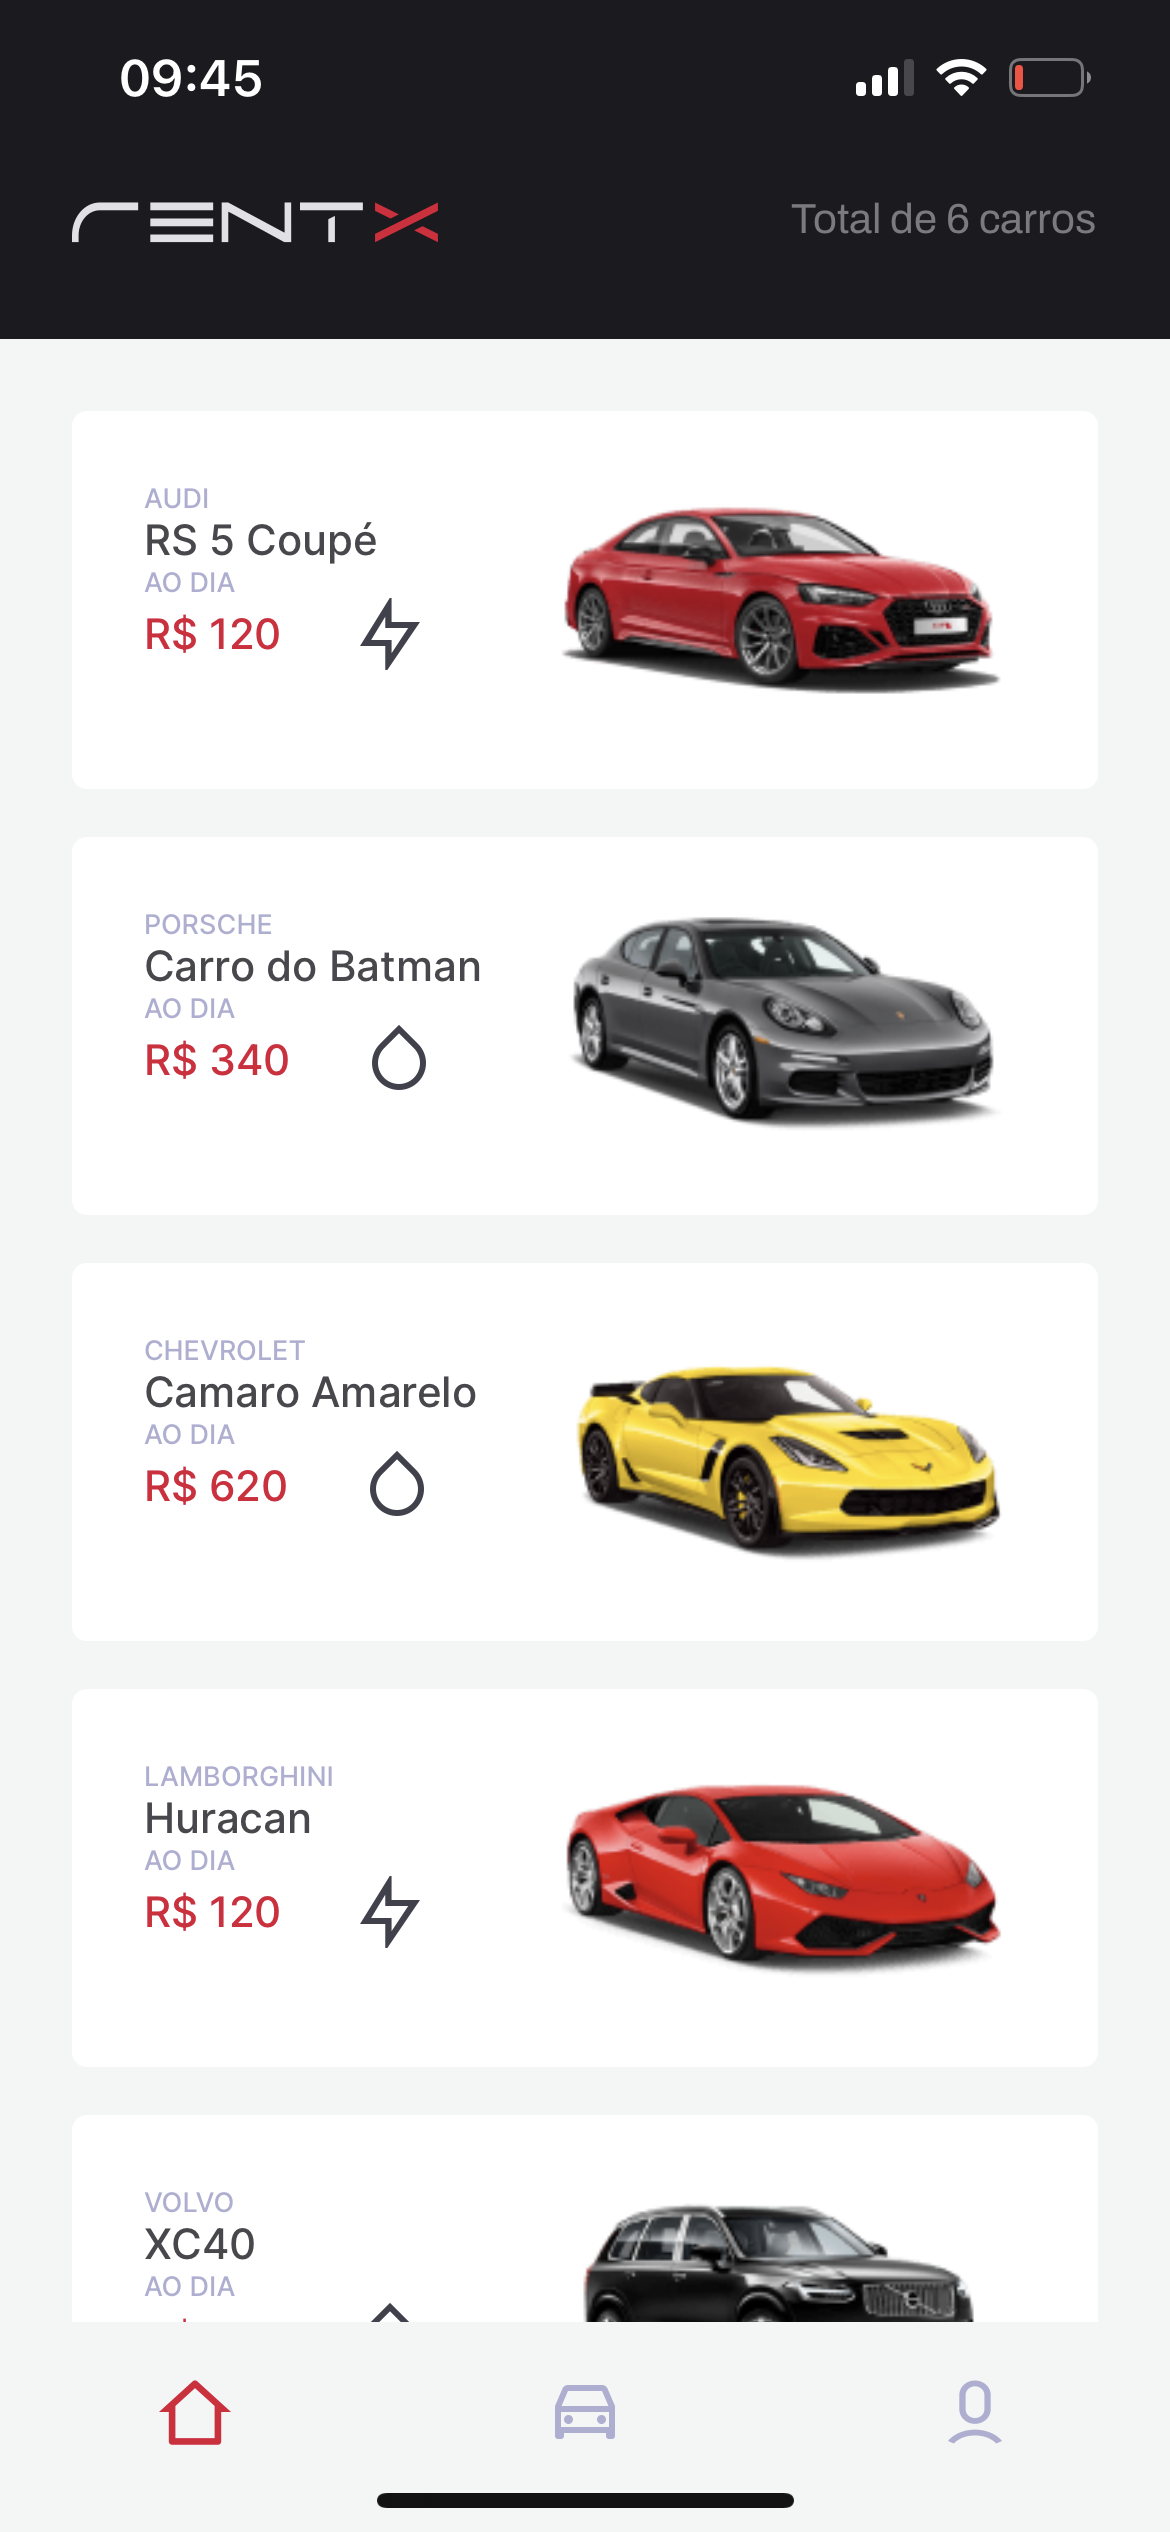 09:45
RENTX
Total de 6 carros
AUDI
RS 5 Coupé
AO DIA
R$ 120
PORSCHE
Carro do Batman
AO DIA
R$ 340
CHEVROLET
Camaro Amarelo
AO DIA
R$ 620
LAMBORGHINI
Huracan
AO DIA
R$ 120
VOLVO
XC40
AO DIA